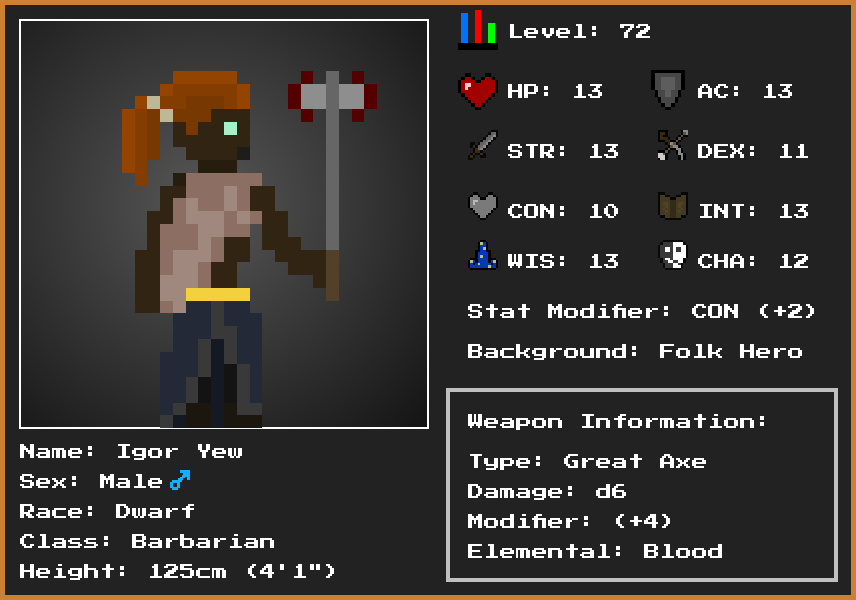 Level: 72
HP: 13
AC: 13
STR: 13
DEX: 11
CON: 10
INT: 13
WIS: 13
CHA: 12
Stat Modifier: CON (+2)
Background: Folk Hero
Weapon Information:
Type: Great Axe
Damage: d6
Modifier: (+4)
Elemental: Blood
Name: Igor Yew
Sex: Male ♂
Race: Dwarf
Class: Barbarian
Height: 125cm (4'1")